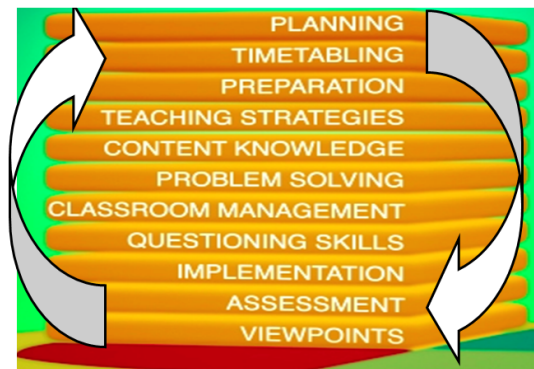 PLANNING
TIMETABLING
PREPARATION
TEACHING STRATEGIES
CONTENT KNOWLEDGE
PROBLEM SOLVING
CLASSROOM MANAGEMENT
QUESTIONING SKILLS
IMPLEMENTATION
ASSESSMENT
VIEWPOINTS